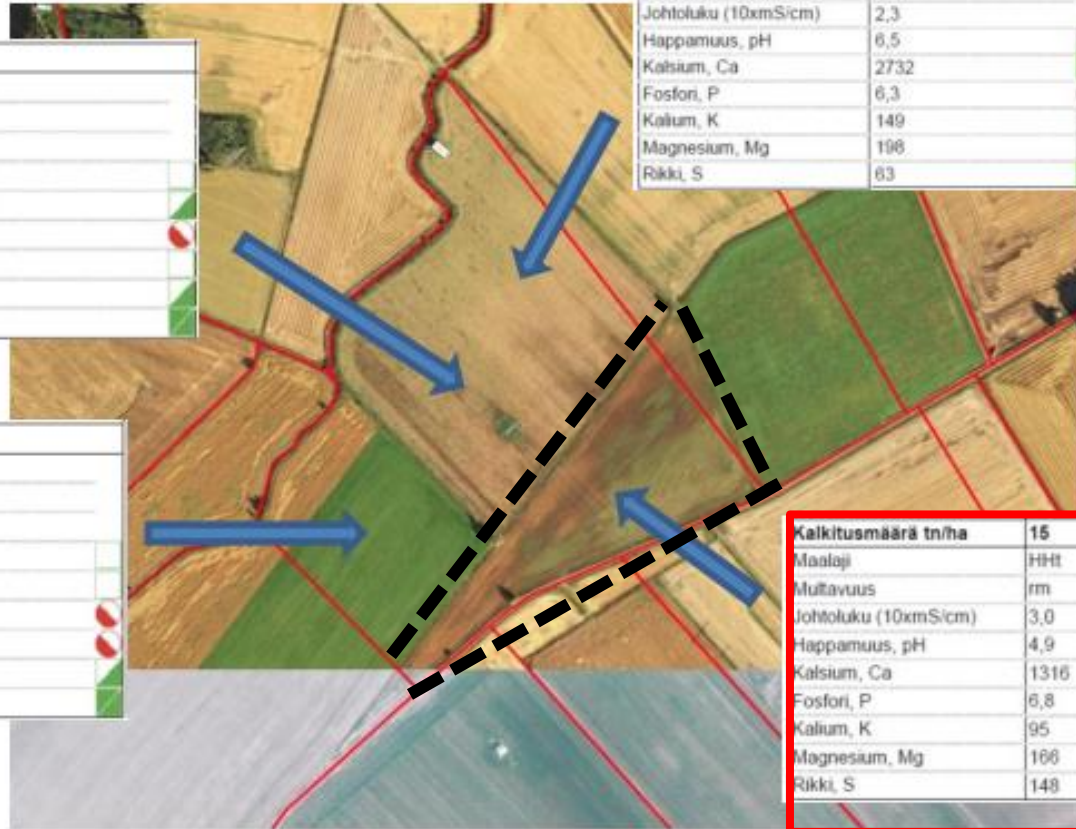 Johtoluku (10xmS/cm) 2,3
Happamuus, pH 6,5
Kalsium, Ca 2732
Fosfori, P 6,3
Kalium, K 149
Magnesium, Mg 198
Rikki, S 63
Kalkitusmäärä tn/ha 15
Maalaji HHt
Multavuus rm
Johtoluku (10xmS/cm) 3,0
Happamuus, pH 4,9
Kalsium, Ca 1316
Fosfori, P 6,8
Kalium, K 95
Magnesium, Mg 166
Rikki, S 148